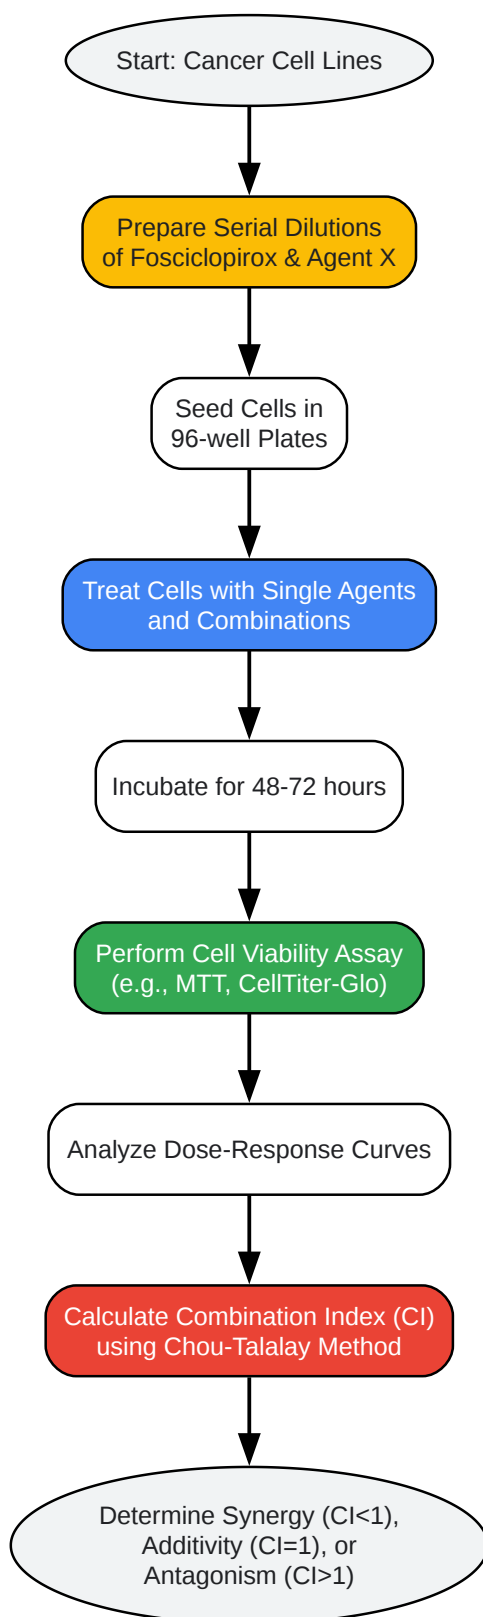 Start: Cancer Cell Lines
Prepare Serial Dilutions
of Fosciclopirox & Agent X
Seed Cells in
96-well Plates
Treat Cells with Single Agents
and Combinations
Incubate for 48-72 hours
Perform Cell Viability Assay
(e.g., MTT, CellTiter-Glo)
Analyze Dose-Response Curves
Calculate Combination Index (CI)
using Chou-Talalay Method
Determine Synergy (CI<1),
Additivity (CI=1), or
Antagonism (CI>1)